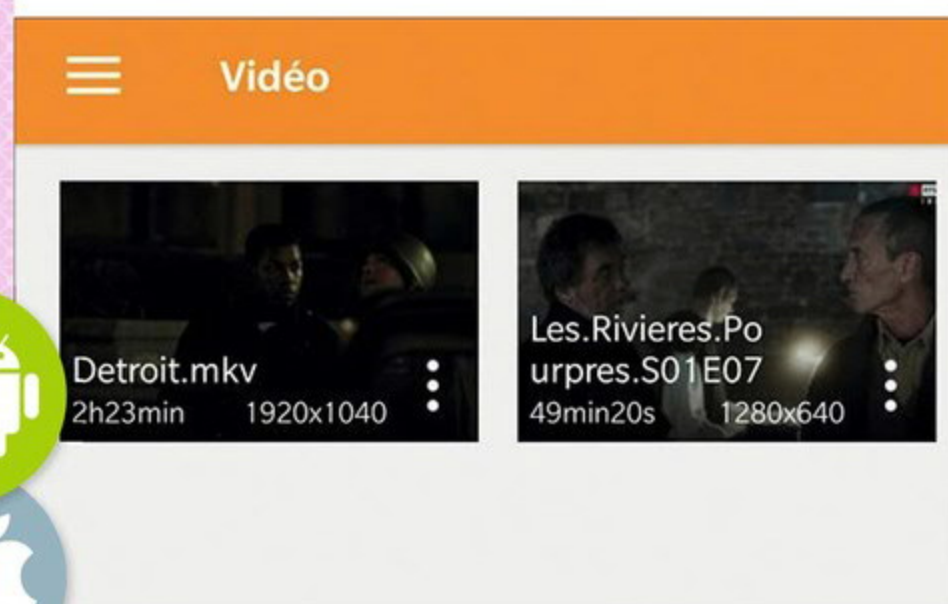 Vidéo
Detroit.mkv
2h23min 1920x1040
Les.Rivieres.Po
urpres.S01E07
49min20s 1280x640